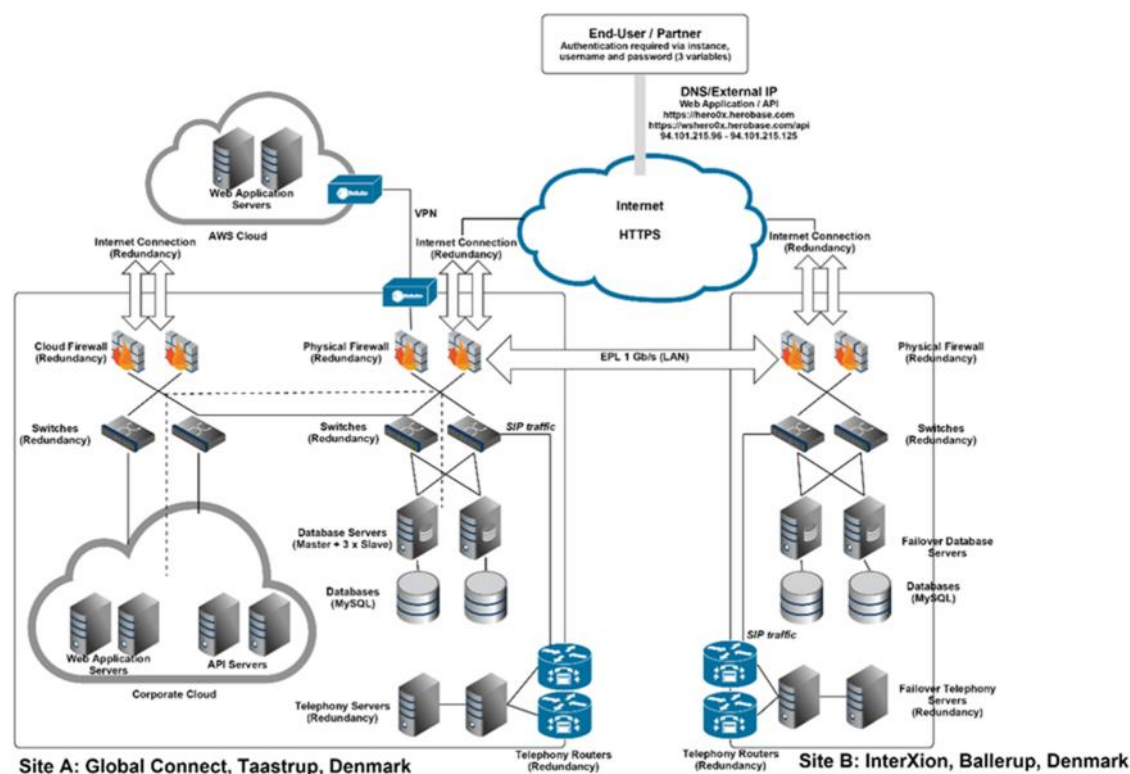 End-User / Partner
Authentication required via instance,
username and password (3 variables)
DNS/External IP
Web Application / API
https://hero0x.herobase.com
https://wshero0x.herobase.com/api
94.101.215.96 - 94.101.215.125
Internet
HTTPS
Web Application
Servers
AWS Cloud
VPN
Internet Connection
(Redundancy)
Internet Connection
(Redundancy)
Internet Connection
(Redundancy)
Cloud Firewall
(Redundancy)
Physical Firewall
(Redundancy)
EPL 1 Gb/s (LAN)
Physical Firewall
(Redundancy)
Switches
(Redundancy)
Switches
(Redundancy)
SIP traffic
Switches
(Redundancy)
Database Servers
(Master + 3 x Slave)
Failover Database
Servers
Databases
(MySQL)
Databases
(MySQL)
SIP traffic
Web Application
Servers
API Servers
Corporate Cloud
Telephony Servers
(Redundancy)
Failover Telephony
Servers
(Redundancy)
Telephony Routers
(Redundancy)
Telephony Routers
(Redundancy)
Site A: Global Connect, Taastrup, Denmark
Site B: InterXion, Ballerup, Denmark